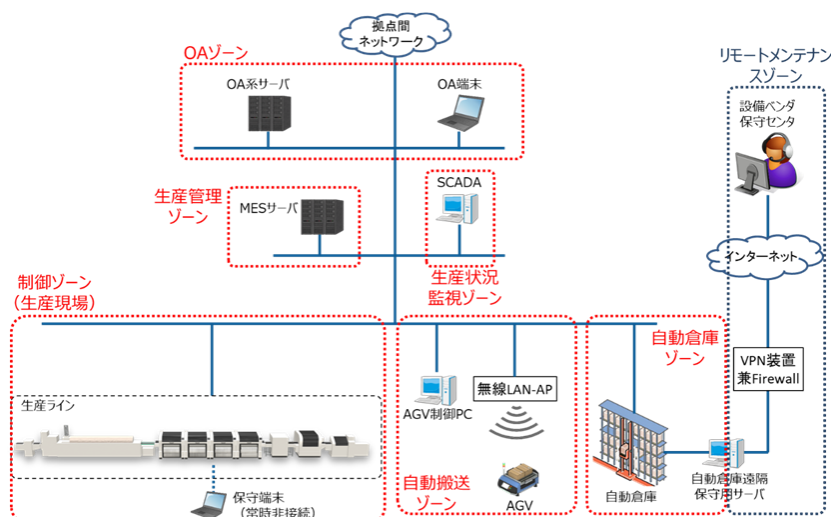 拠点間
ネットワーク
OAゾーン
OA系サーバ
OA端末
リモートメンテナン
スゾーン
設備ベンダ
保守センタ
生産管理
ゾーン
MESサーバ
SCADA
生産状況
監視ゾーン
インターネット
制御ゾーン
（生産現場）
自動倉庫
ゾーン
VPN装置
兼Firewall
生産ライン
AGV制御PC
無線LAN-AP
自動搬送
ゾーン
AGV
自動倉庫
自動倉庫遠隔
保守用サーバ
保守端末
（常時非接続）